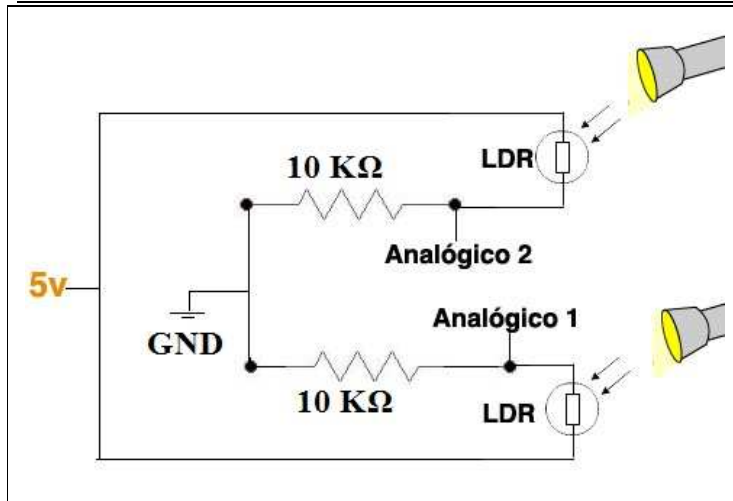 LDR
10 KΩ
Analógico 2
5v
Analógico 1
GND
10 KΩ
LDR